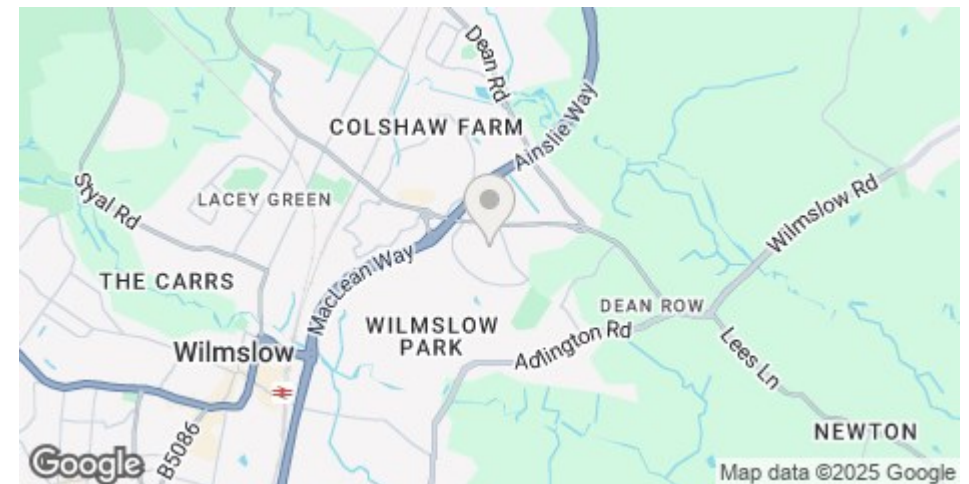 Dean Rd
COLSHAW FARM
Ainslie Way
LACEY GREEN
Styal Rd
Wilmslow Rd
MacLean Way
THE CARRS
DEAN ROW
WILMSLOW
PARK
Wilmslow
Adlington Rd
Lees Ln
B5086
NEWTON
Google
Map data ©2025 Google